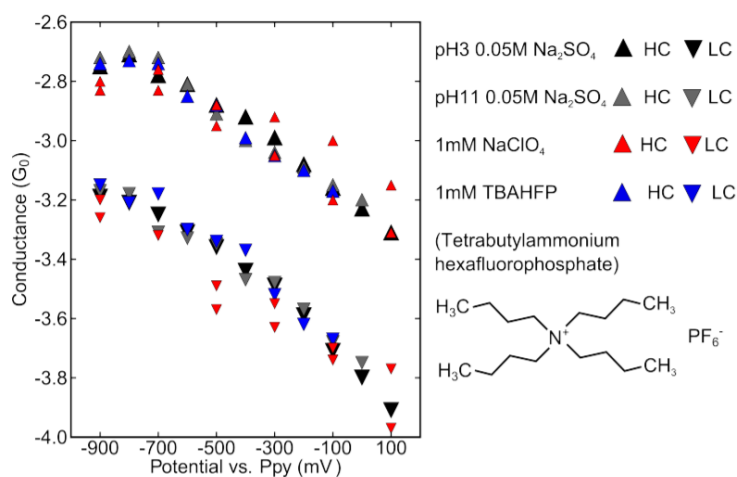 -2.6
-2.8
-3.0
-3.2
-3.4
-3.6
-3.8
-4.0
Conductance (G₀)
-900 -700 -500 -300 -100 100
Potential vs. Ppy (mV)
pH3 0.05M Na₂SO₄ HC LC
pH11 0.05M Na₂SO₄ HC LC
1mM NaClO₄ HC LC
1mM TBAHFP HC LC
(Tetrabutylammonium
hexafluorophosphate)
H₃C CH₃
N⁺ PF₆⁻
H₃C CH₃